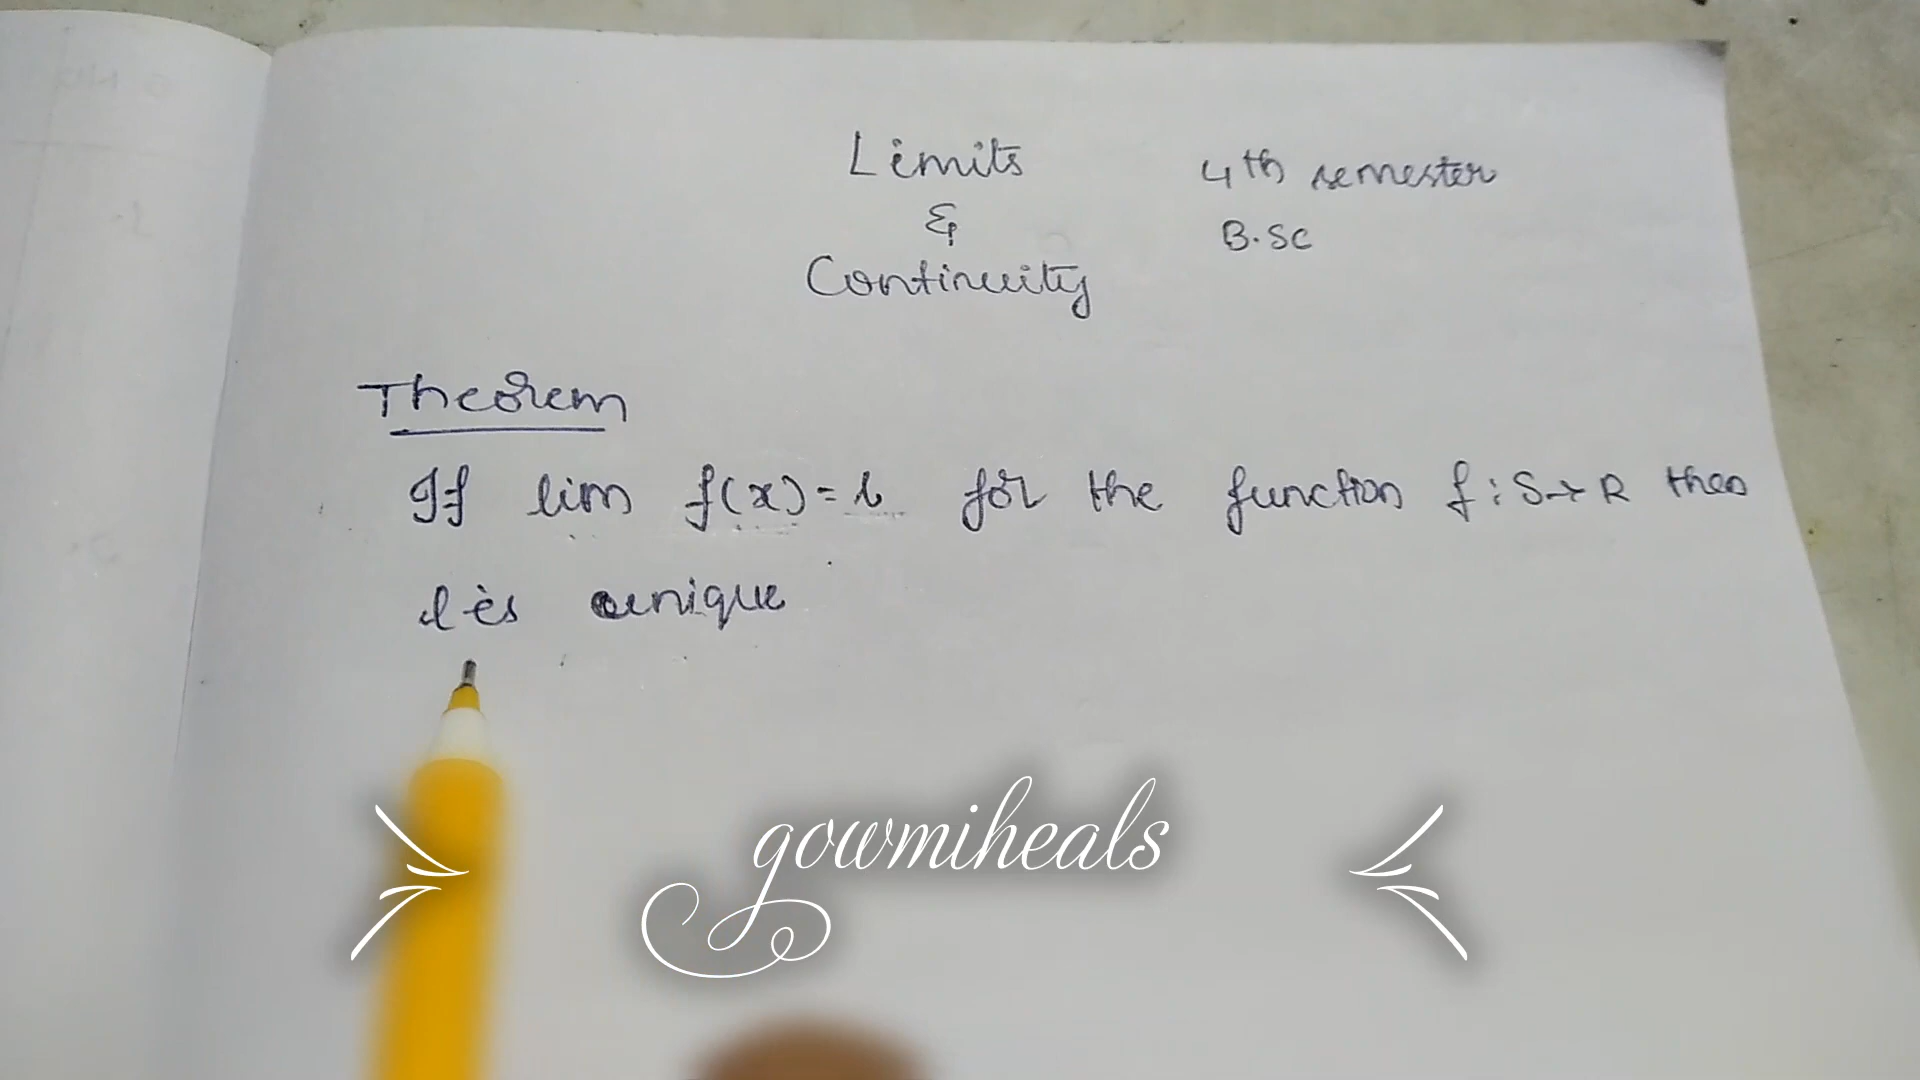 Limits
&
Continuity
4th semester
B.Sc
Theorem
If lim f(x)=l for the function f:S→R then
l is unique
gowmiheals